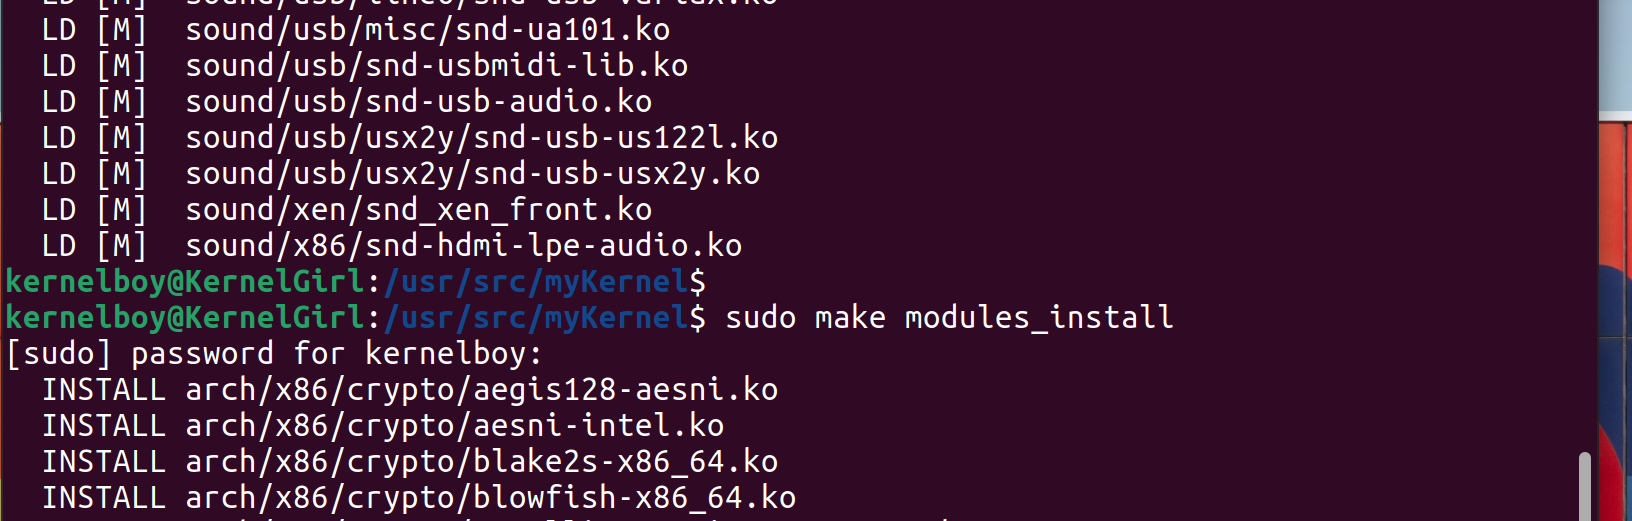 LD [M]  sound/usb/line6/snd-usb-variax.ko
LD [M]  sound/usb/misc/snd-ua101.ko
LD [M]  sound/usb/snd-usbmidi-lib.ko
LD [M]  sound/usb/snd-usb-audio.ko
LD [M]  sound/usb/usx2y/snd-usb-us122l.ko
LD [M]  sound/usb/usx2y/snd-usb-usx2y.ko
LD [M]  sound/xen/snd_xen_front.ko
LD [M]  sound/x86/snd-hdmi-lpe-audio.ko
kernelboy@KernelGirl:/usr/src/myKernel$
kernelboy@KernelGirl:/usr/src/myKernel$ sudo make modules_install
[sudo] password for kernelboy:
INSTALL arch/x86/crypto/aegis128-aesni.ko
INSTALL arch/x86/crypto/aesni-intel.ko
INSTALL arch/x86/crypto/blake2s-x86_64.ko
INSTALL arch/x86/crypto/blowfish-x86_64.ko